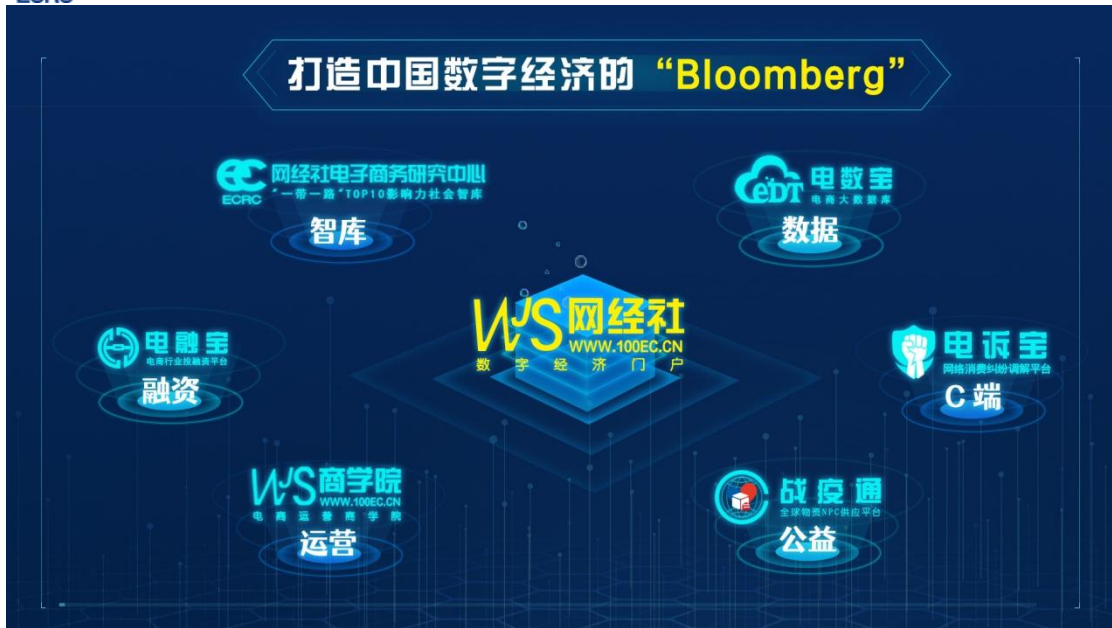 打造中国数字经济的 “Bloomberg”
ECRC
网经社电子商务研究中心
“一带一路”TOP10影响力社会智库
智库
eDT
电数宝
电商大数据库
数据
WJS网经社
WWW.100EC.CN
数字经济门户
电融宝
电商行业投融资平台
融资
电诉宝
网络消费纠纷调解平台
C端
WJS商学院
WWW.100EC.CN
电商运营商学院
运营
战疫通
全球物资NPC供应平台
公益